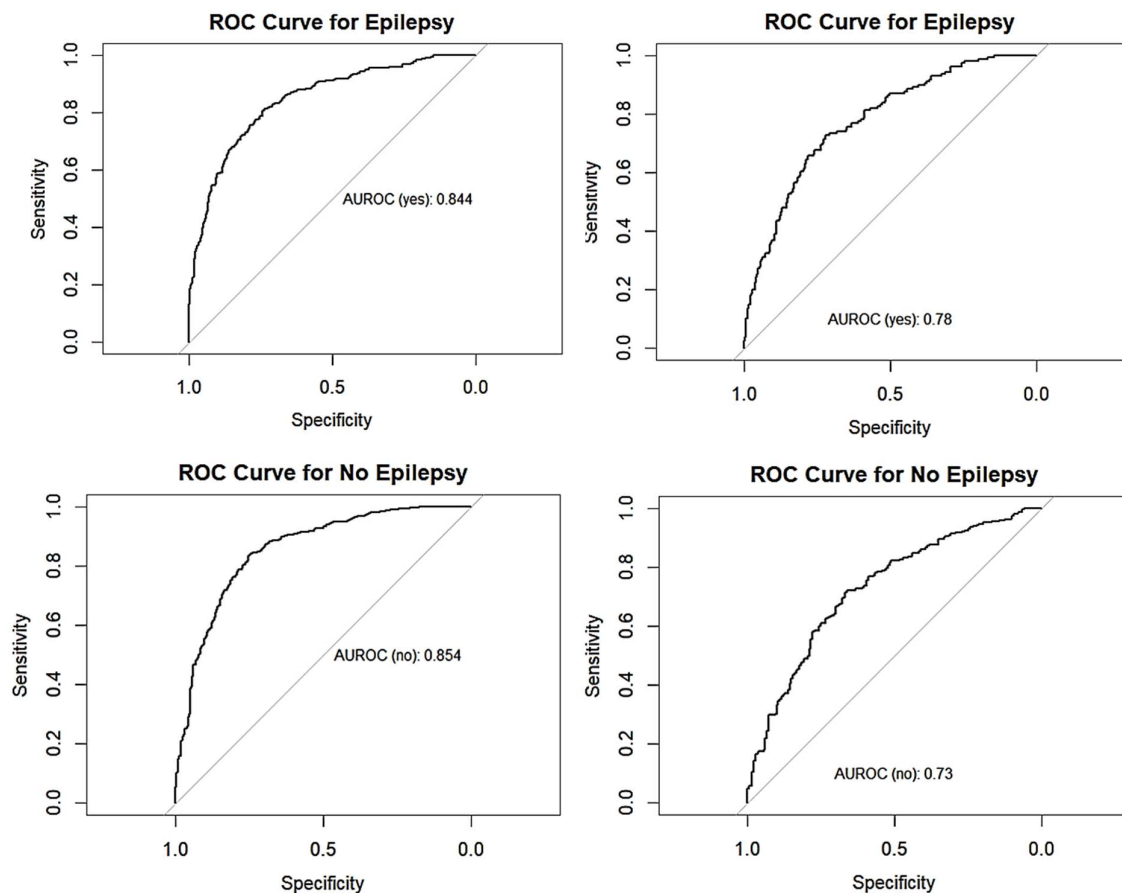 ROC Curve for Epilepsy
Sensitivity
1.0
0.8
0.6
0.4
0.2
0.0
AUROC (yes): 0.844
1.0 0.5 0.0
Specificity
ROC Curve for Epilepsy
Sensitivity
1.0
0.8
0.6
0.4
0.2
0.0
AUROC (yes): 0.78
1.0 0.5 0.0
Specificity
ROC Curve for No Epilepsy
Sensitivity
1.0
0.8
0.6
0.4
0.2
0.0
AUROC (no): 0.854
1.0 0.5 0.0
Specificity
ROC Curve for No Epilepsy
Sensitivity
1.0
0.8
0.6
0.4
0.2
0.0
AUROC (no): 0.73
1.0 0.5 0.0
Specificity